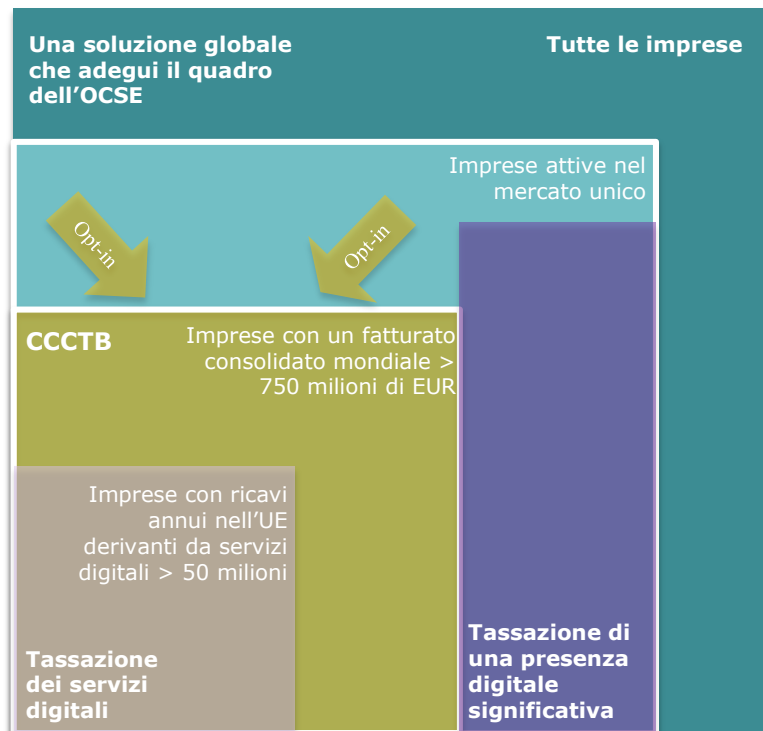 Una soluzione globale
che adegui il quadro
dell’OCSE
Tutte le imprese
Imprese attive nel
mercato unico
Opt-in
Opt-in
CCCTB
Imprese con un fatturato
consolidato mondiale >
750 milioni di EUR
Imprese con ricavi
annui nell’UE
derivanti da servizi
digitali > 50 milioni
Tassazione
dei servizi
digitali
Tassazione di
una presenza
digitale
significativa